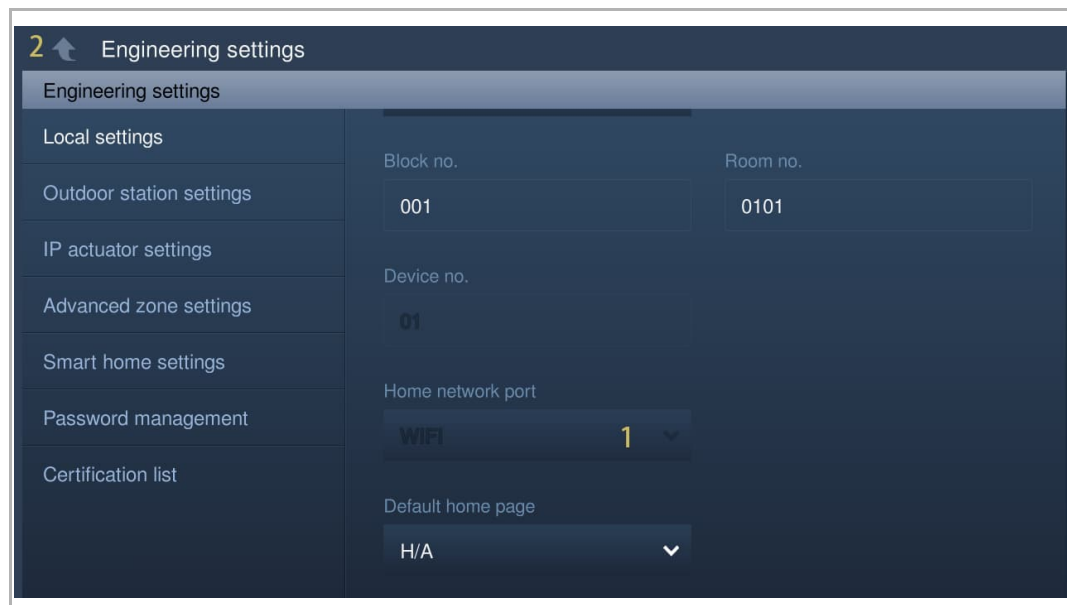 2 Engineering settings
Engineering settings
Local settings
Outdoor station settings
IP actuator settings
Advanced zone settings
Smart home settings
Password management
Certification list
Block no. Room no.
001 0101
Device no.
01
Home network port
WIFI 1
Default home page
H/A